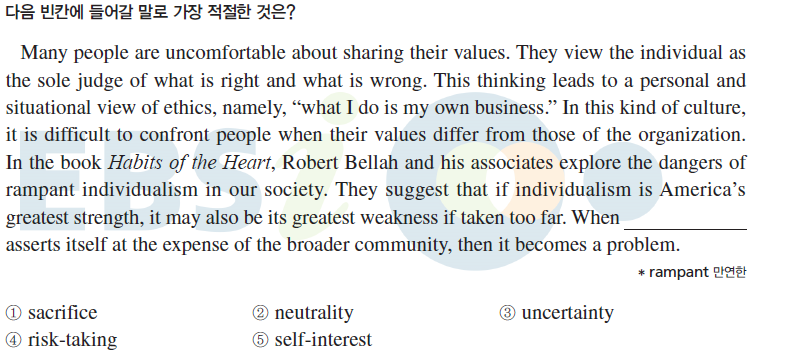 다음 빈칸에 들어갈 말로 가장 적절한 것은?
Many people are uncomfortable about sharing their values. They view the individual as
the sole judge of what is right and what is wrong. This thinking leads to a personal and
situational view of ethics, namely, “what I do is my own business.” In this kind of culture,
it is difficult to confront people when their values differ from those of the organization.
In the book Habits of the Heart, Robert Bellah and his associates explore the dangers of
rampant individualism in our society. They suggest that if individualism is America’s
greatest strength, it may also be its greatest weakness if taken too far. When ____________
asserts itself at the expense of the broader community, then it becomes a problem.
* rampant 만연한
① sacrifice ② neutrality ③ uncertainty
④ risk-taking ⑤ self-interest
EBSi